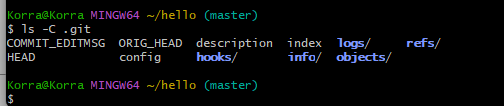 Korra@Korra MINGW64 ~/hello (master)
$ ls -C .git
COMMIT_EDITMSG  ORIG_HEAD  description  index  logs/     refs/
HEAD            config     hooks/       info/  objects/
Korra@Korra MINGW64 ~/hello (master)
$